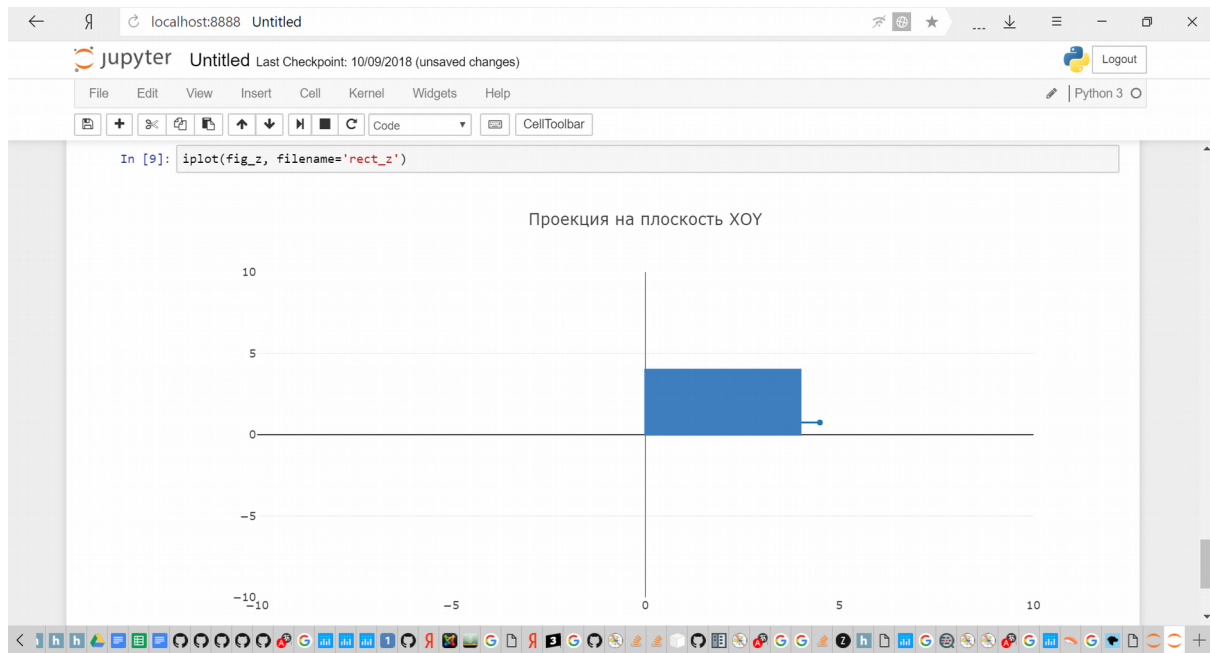 localhost:8888 Untitled
jupyter Untitled Last Checkpoint: 10/09/2018 (unsaved changes)
Logout
File Edit View Insert Cell Kernel Widgets Help
Python 3
Code
CellToolbar
In [9]: iplot(fig_z, filename='rect_z')
Проекция на плоскость XOY
10
5
0
−5
−10
−10 −5 0 5 10